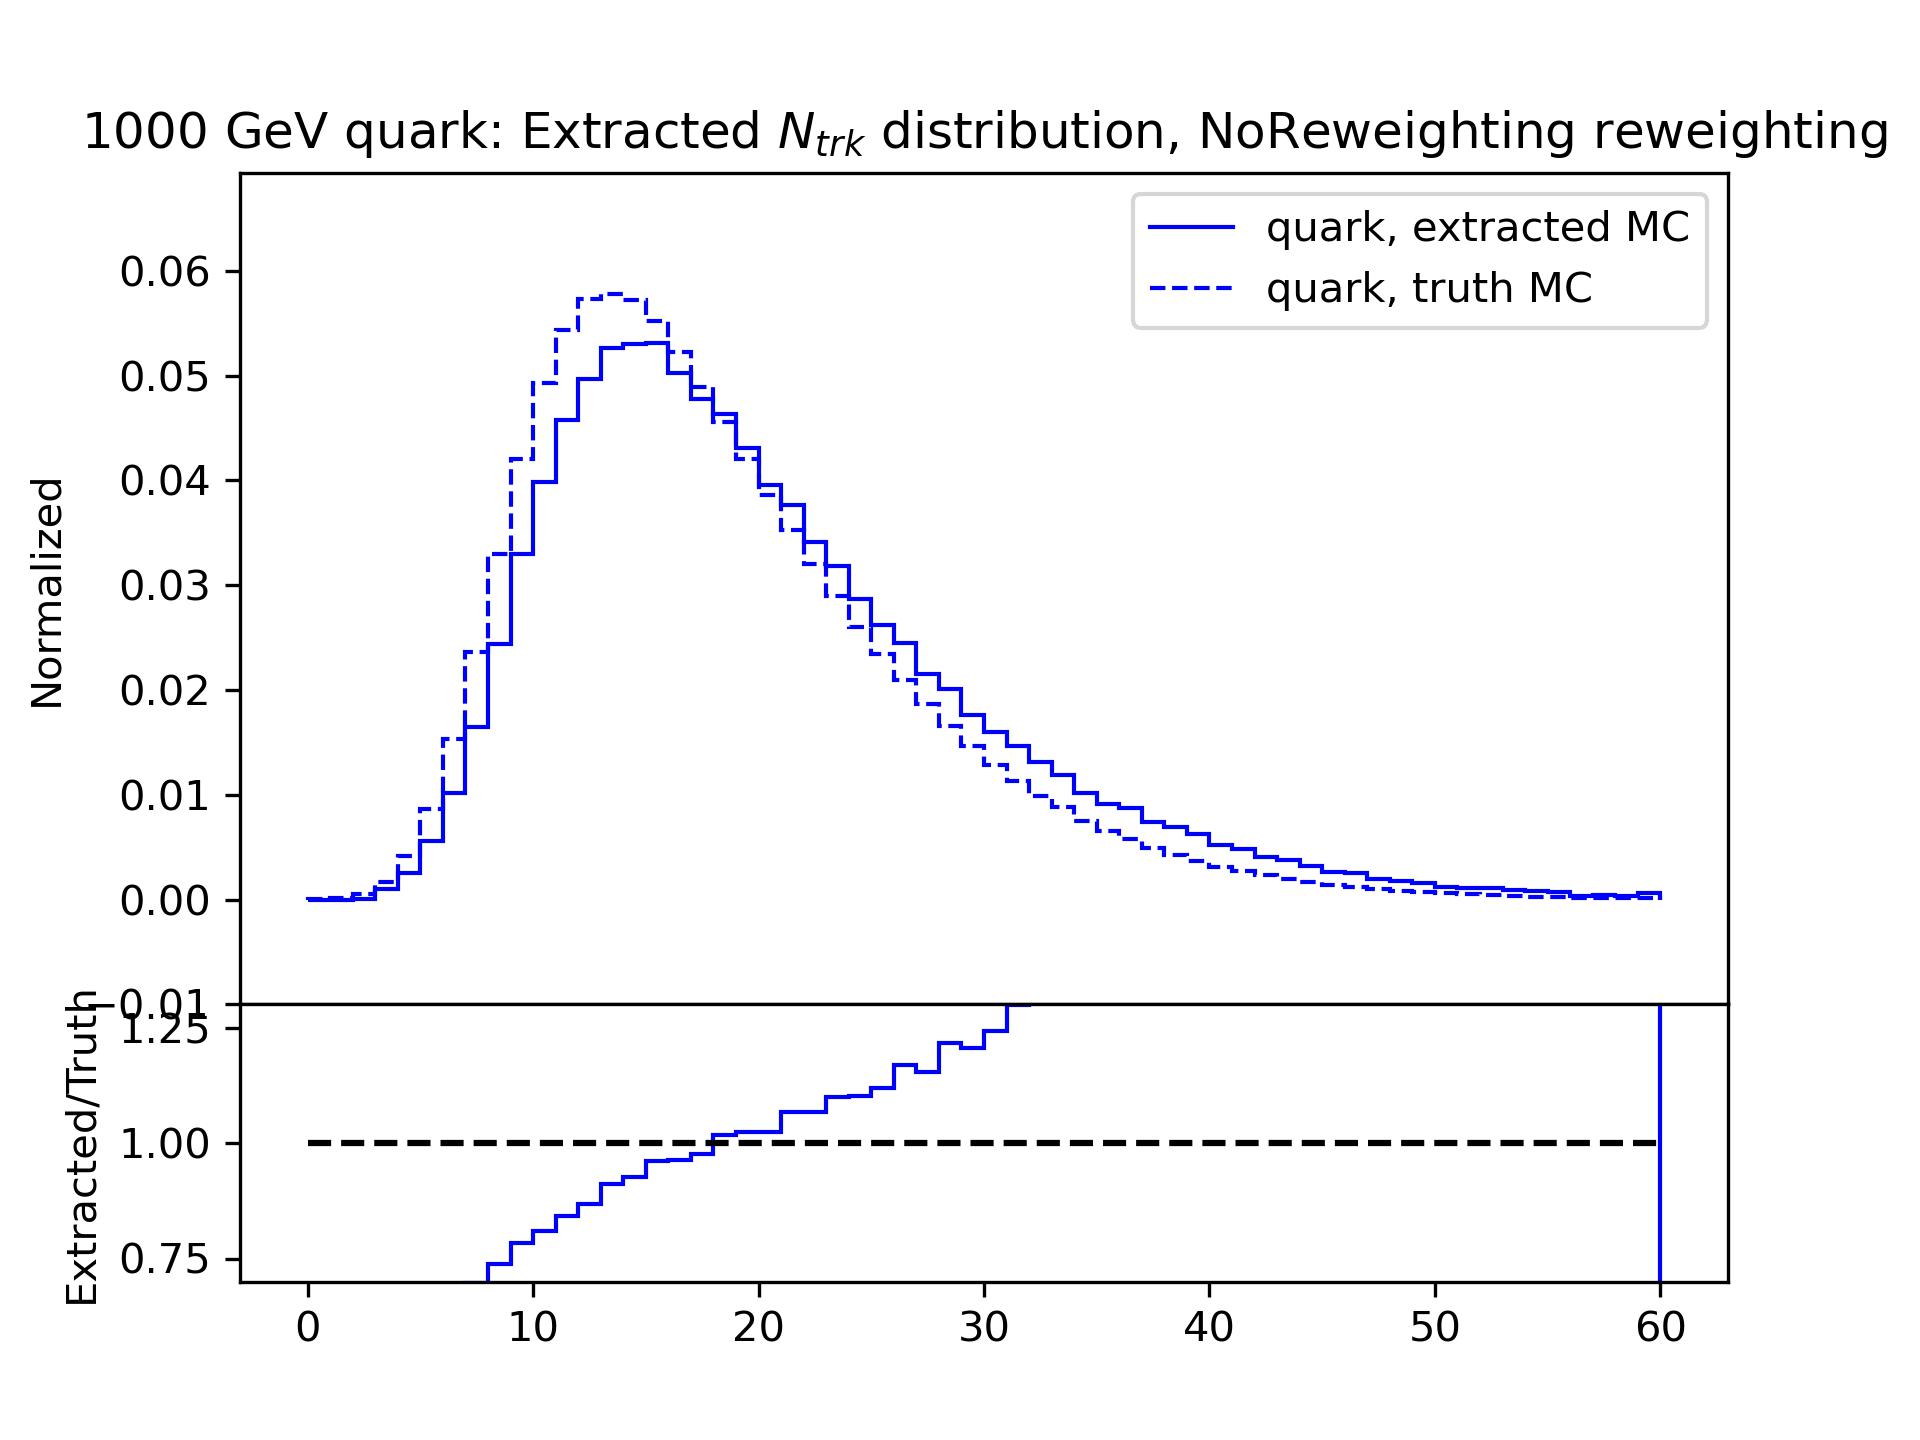 1000 GeV quark: Extracted N_trk distribution, NoReweighting reweighting
quark, extracted MC
quark, truth MC
Normalized
0.06
0.05
0.04
0.03
0.02
0.01
0.00
−0.01
Extracted/Truth
1.25
1.00
0.75
0 10 20 30 40 50 60